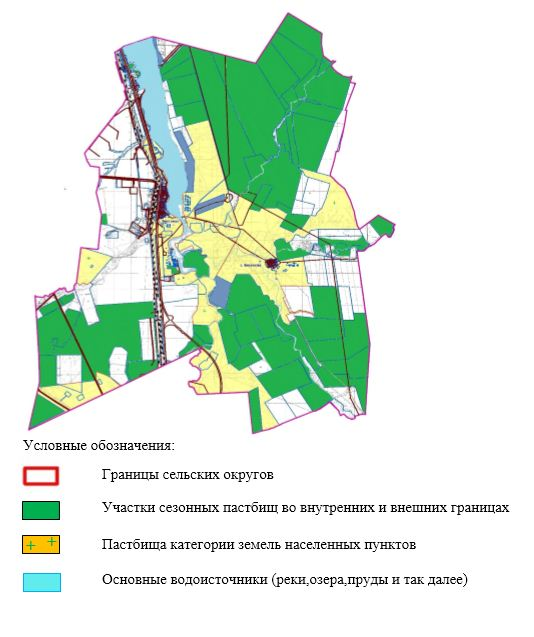 Условные обозначения:
Границы сельских округов
Участки сезонных пастбищ во внутренних и внешних границах
Пастбища категории земель населенных пунктов
Основные водоисточники (реки,озера,пруды и так далее)